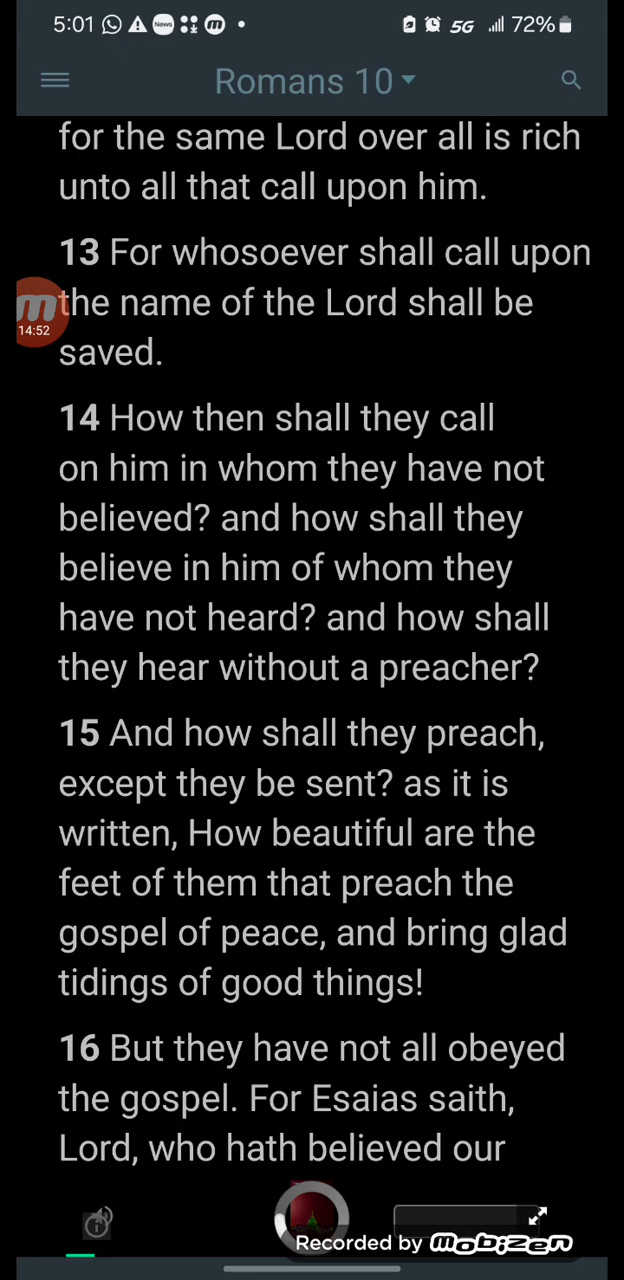 5:01 News m 5G 72%
Romans 10
for the same Lord over all is rich
unto all that call upon him.
13 For whosoever shall call upon
the name of the Lord shall be
saved.
m
14:52
14 How then shall they call
on him in whom they have not
believed? and how shall they
believe in him of whom they
have not heard? and how shall
they hear without a preacher?
15 And how shall they preach,
except they be sent? as it is
written, How beautiful are the
feet of them that preach the
gospel of peace, and bring glad
tidings of good things!
16 But they have not all obeyed
the gospel. For Esaias saith,
Lord, who hath believed our
Recorded by mobizen